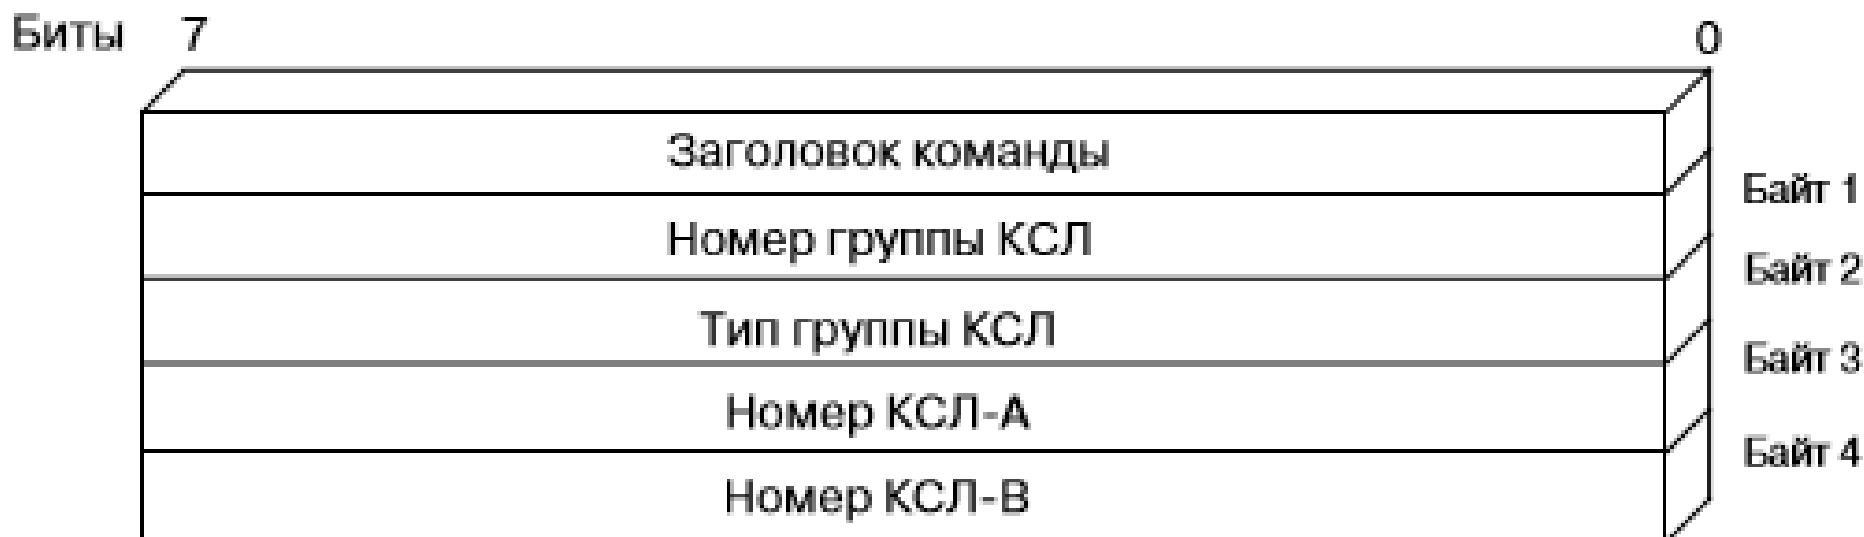 Биты 7 0
Заголовок команды
Байт 1
Номер группы КСЛ
Байт 2
Тип группы КСЛ
Байт 3
Номер КСЛ-А
Байт 4
Номер КСЛ-В